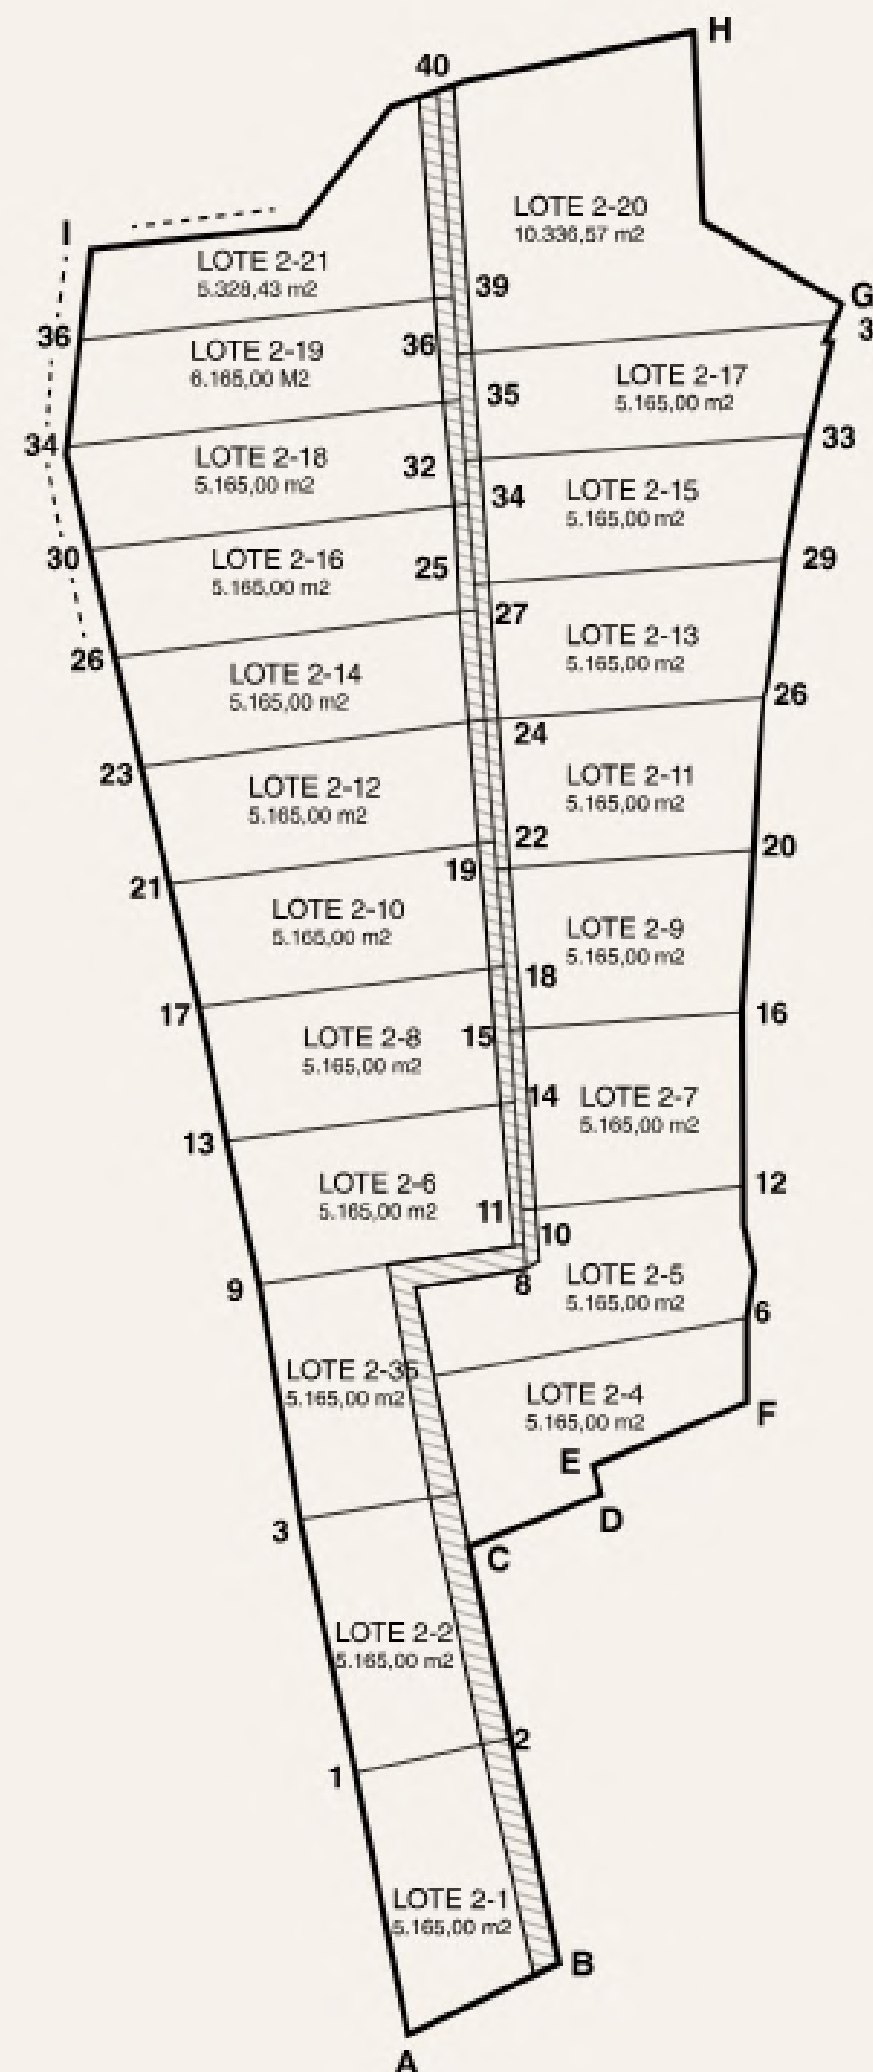 H
40
LOTE 2-20
10.336,57 m2
I
LOTE 2-21
5.328,43 m2
39
G
36
3
36
LOTE 2-19
6.165,00 M2
35
LOTE 2-17
5.165,00 m2
34
33
LOTE 2-18
5.165,00 m2
32
34
LOTE 2-15
5.165,00 m2
30
LOTE 2-16
5.165,00 m2
25
29
27
LOTE 2-13
5.165,00 m2
26
LOTE 2-14
5.165,00 m2
26
24
23
LOTE 2-12
5.165,00 m2
LOTE 2-11
5.165,00 m2
22
20
19
21
LOTE 2-10
5.165,00 m2
LOTE 2-9
5.165,00 m2
18
17
16
LOTE 2-8
5.165,00 m2
15
14
LOTE 2-7
5.165,00 m2
13
12
LOTE 2-6
5.165,00 m2
11
10
9
8
LOTE 2-5
5.165,00 m2
6
LOTE 2-35
5.165,00 m2
LOTE 2-4
5.165,00 m2
F
E
D
3
C
LOTE 2-2
5.165,00 m2
2
1
LOTE 2-1
5.165,00 m2
B
A